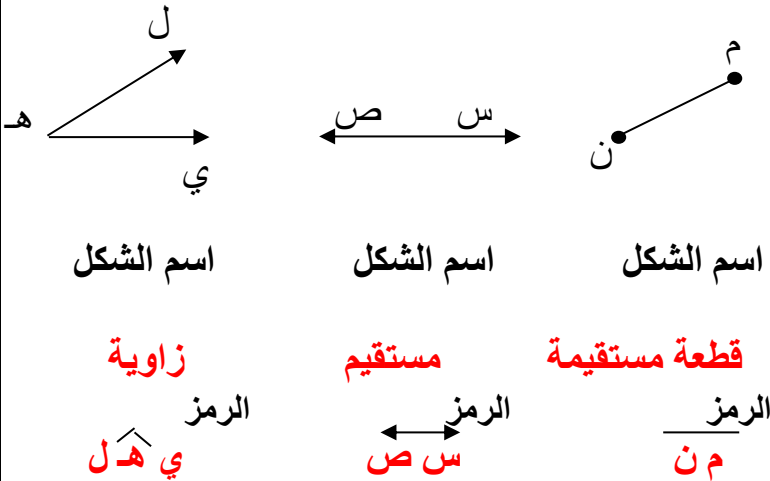 م
ن
س ص
ل
هـ
ي
اسم الشكل اسم الشكل اسم الشكل
قطعة مستقيمة مستقيم زاوية
الرمز الرمز الرمز
م ن س ص ي هـ ل